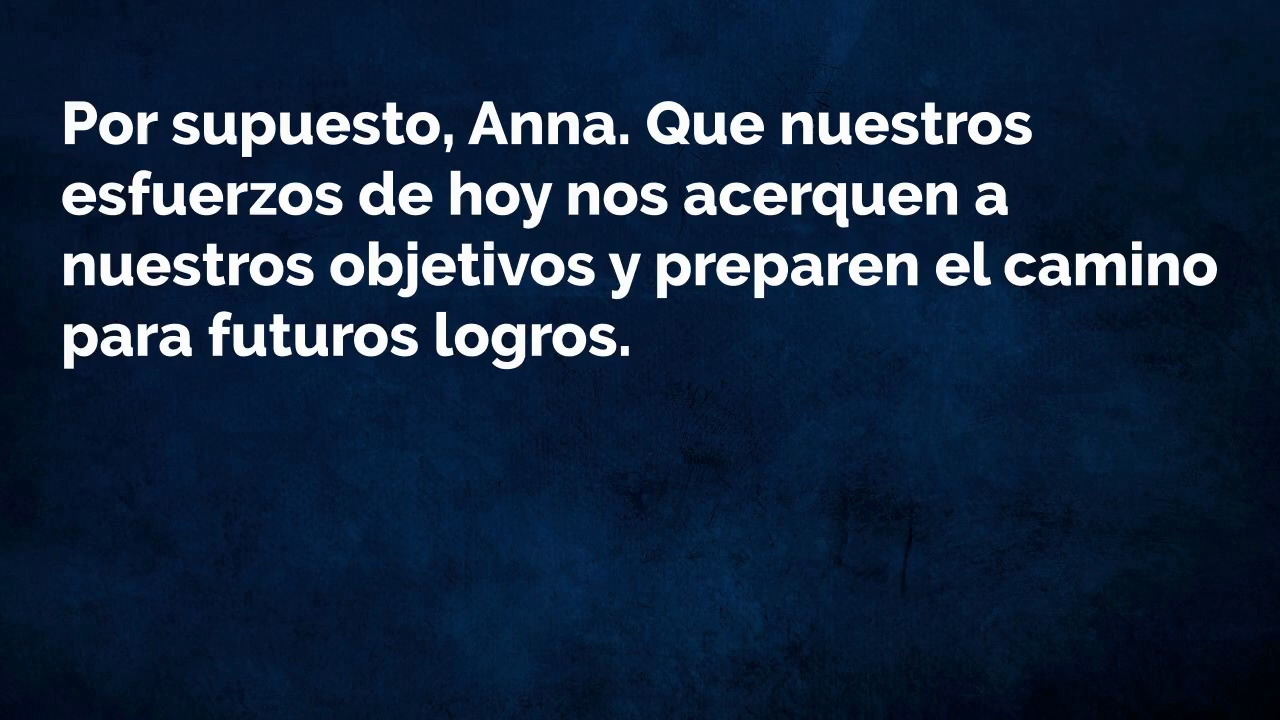 Por supuesto, Anna. Que nuestros
esfuerzos de hoy nos acerquen a
nuestros objetivos y preparen el camino
para futuros logros.